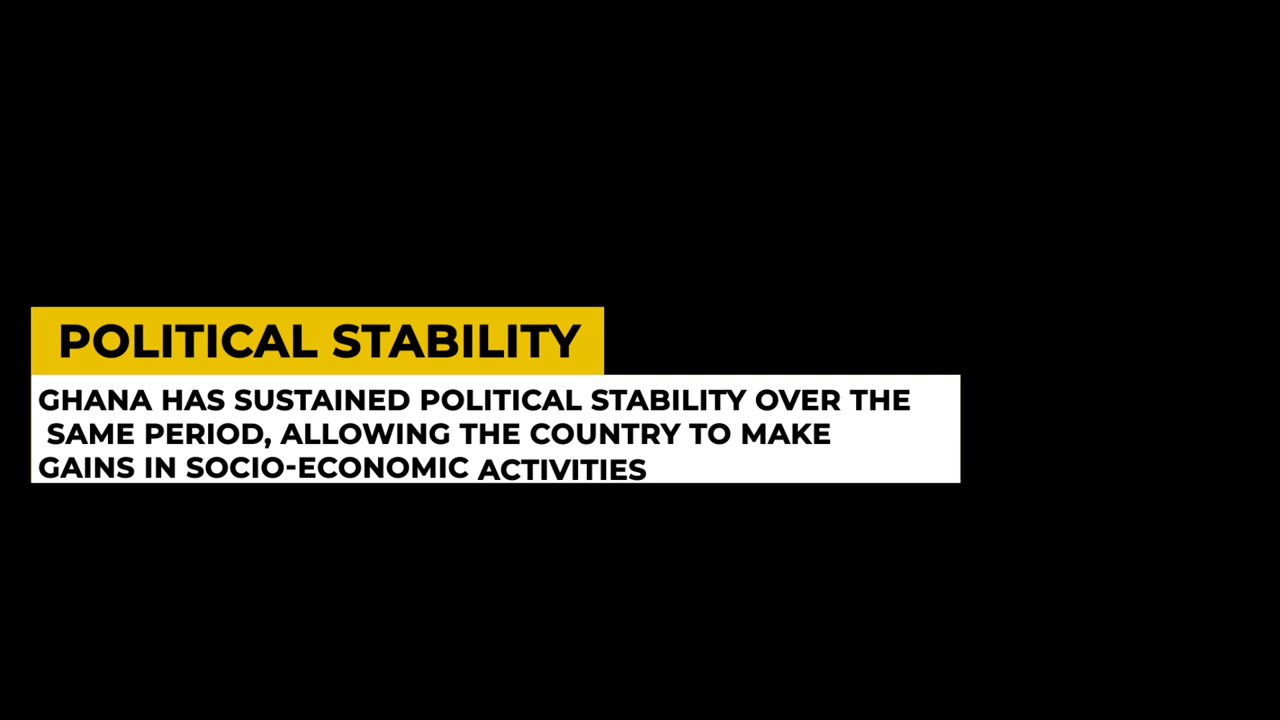 POLITICAL STABILITY
GHANA HAS SUSTAINED POLITICAL STABILITY OVER THE
SAME PERIOD, ALLOWING THE COUNTRY TO MAKE
GAINS IN SOCIO-ECONOMIC ACTIVITIES